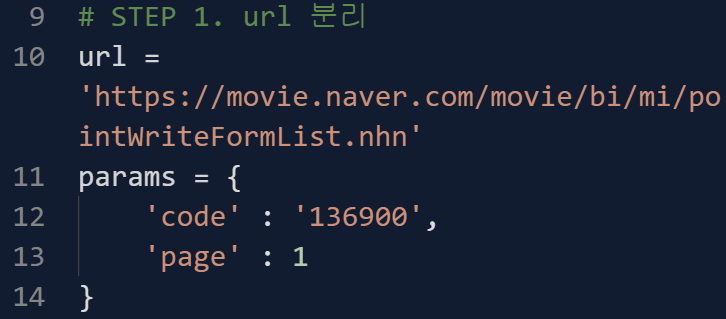 9 # STEP 1. url 분리
10 url =
'https://movie.naver.com/movie/bi/mi/po
intWriteFormList.nhn'
11 params = {
12 'code' : '136900',
13 'page' : 1
14 }